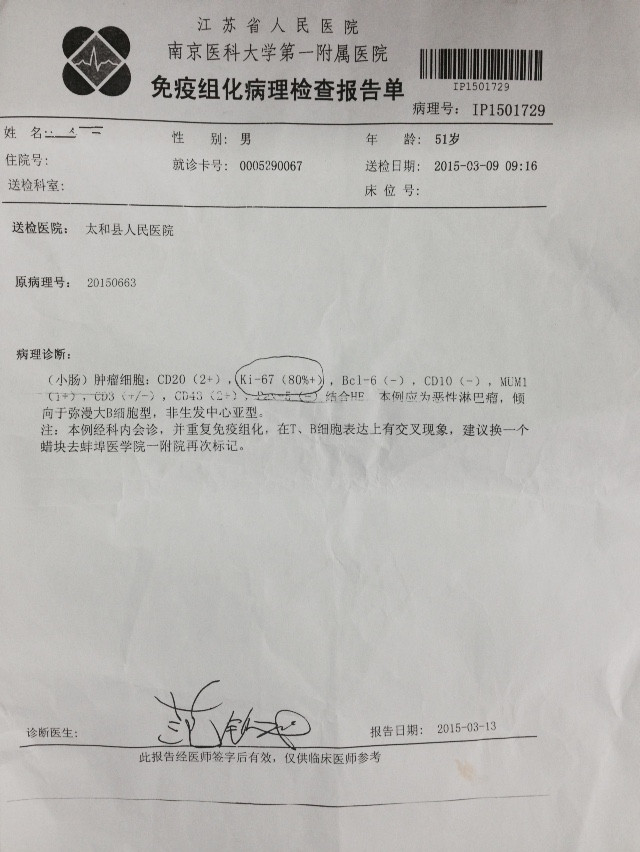 江苏省人民医院
南京医科大学第一附属医院
免疫组化病理检查报告单
IP1501729
病理号: IP1501729
姓 名: 性 别: 男 年 龄: 51岁
住院号: 就诊卡号: 0005290067 送检日期: 2015-03-09 09:16
送检科室: 床 位 号:
送检医院: 太和县人民医院
原病理号: 20150663
病理诊断:
（小肠）肿瘤细胞：CD20（2+），Ki-67（80%+），Bcl-6（-），CD10（-），MUM1
（1+），CD3（+/-），CD43（2+），（-）结合HE，本例应为恶性淋巴瘤，倾
向于弥漫大B细胞型，非生发中心亚型。
注：本例经科内会诊，并重复免疫组化，在T、B细胞表达上有交叉现象，建议换一个
蜡块去蚌埠医学院一附院再次标记。
诊断医生: 报告日期: 2015-03-13
此报告经医师签字后有效，仅供临床医师参考